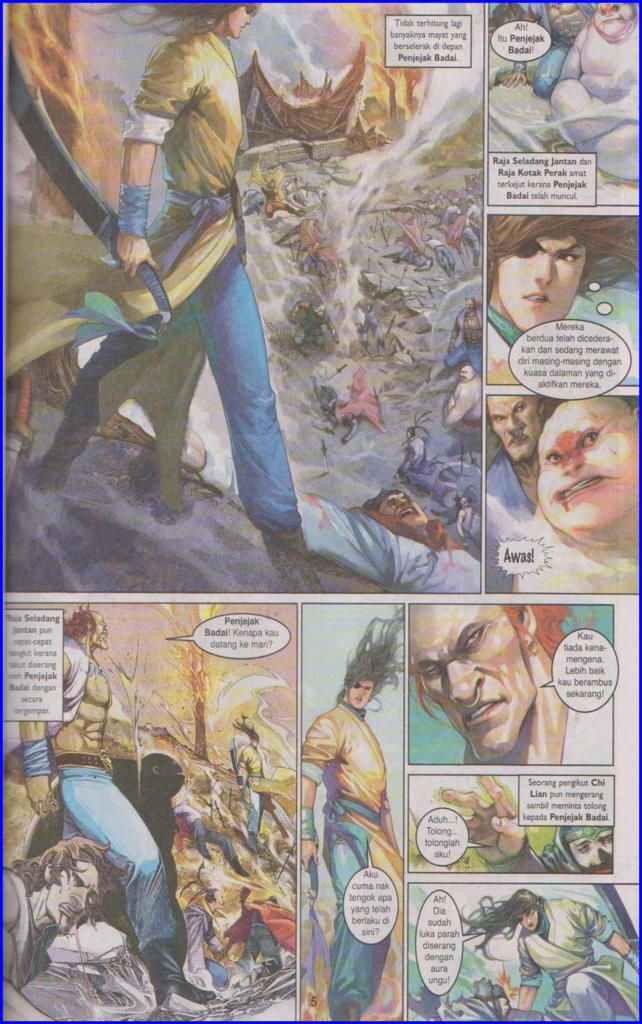 Tidak terhitung lagi
banyaknya mayat yang
berselerak di depan
Penjejak Badai.
Ah!
Itu Penjejak
Badai!
Raja Seladang Jantan dan
Raja Kotak Perak amat
terkejut kerana Penjejak
Badai telah muncul.
Mereka
berdua telah dicedera-
kan dan sedang merawat
diri masing-masing dengan
kuasa dalaman yang di-
aktifkan mereka.
Awas!
Raja Seladang
Jantan pun
cepat-cepat
bangkit kerana
takut diserang
oleh Penjejak
Badai dengan
secara
tergempar.
Penjejak
Badai! Kenapa kau
datang ke mari?
Aku
cuma nak
tengok apa
yang telah
berlaku di
sini?
Kau
tiada kena-
mengena.
Lebih baik
kau berambus
sekarang!
Seorang pengikut Chi
Lian pun mengerang
sambil meminta tolong
kepada Penjejak Badai.
Aduh...!
Tolong...
tolonglah
aku!
Ah!
Dia
sudah
luka parah
diserang
dengan
aura
ungu!
5